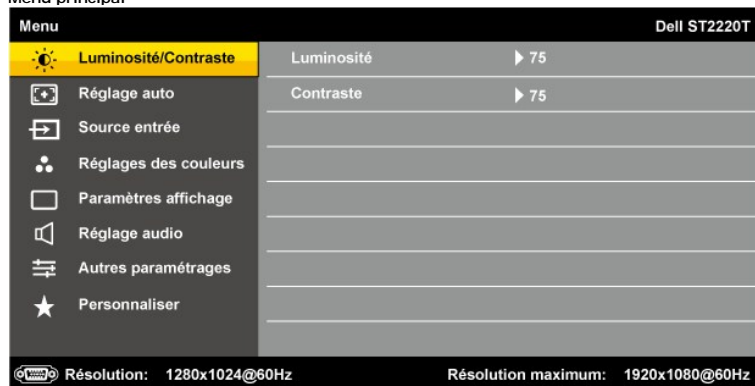 Menu principal
Menu Dell ST2220T
Luminosité/Contraste Luminosité 75
Réglage auto Contraste 75
Source entrée
Réglages des couleurs
Paramètres affichage
Réglage audio
Autres paramétrages
Personnaliser
Résolution: 1280x1024@60Hz Résolution maximum: 1920x1080@60Hz